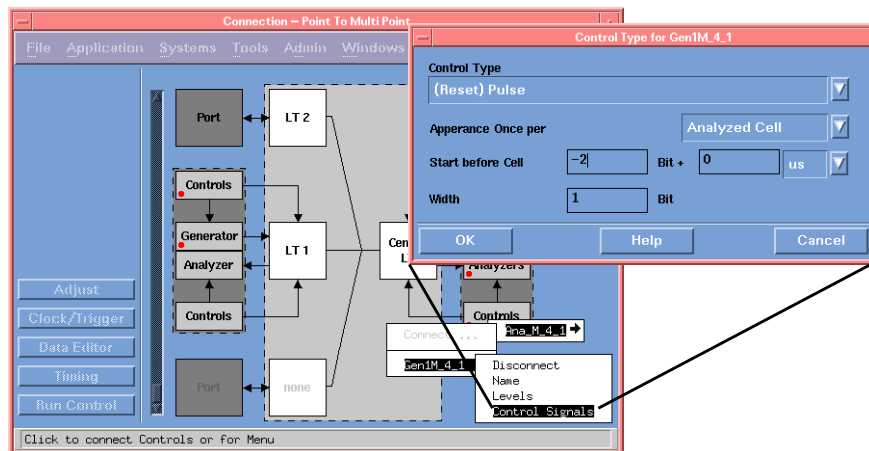 Connection – Point To Multi Point
File Application Systems Tools Admin Windows
Port
LT 2
Controls
Generator
Analyzer
LT 1
Controls
Port
none
Adjust
Clock/Trigger
Data Editor
Timing
Run Control
Analyzers
Controls
Connect ...
Ana_M_4_1
Gen1M_4_1
Disconnect
Name
Levels
Control Signals
Click to connect Controls or for Menu
Control Type for Gen1M_4_1
Control Type
(Reset) Pulse
Apperance Once per
Analyzed Cell
Start before Cell
-2
Bit +
0
us
Width
1
Bit
OK
Help
Cancel